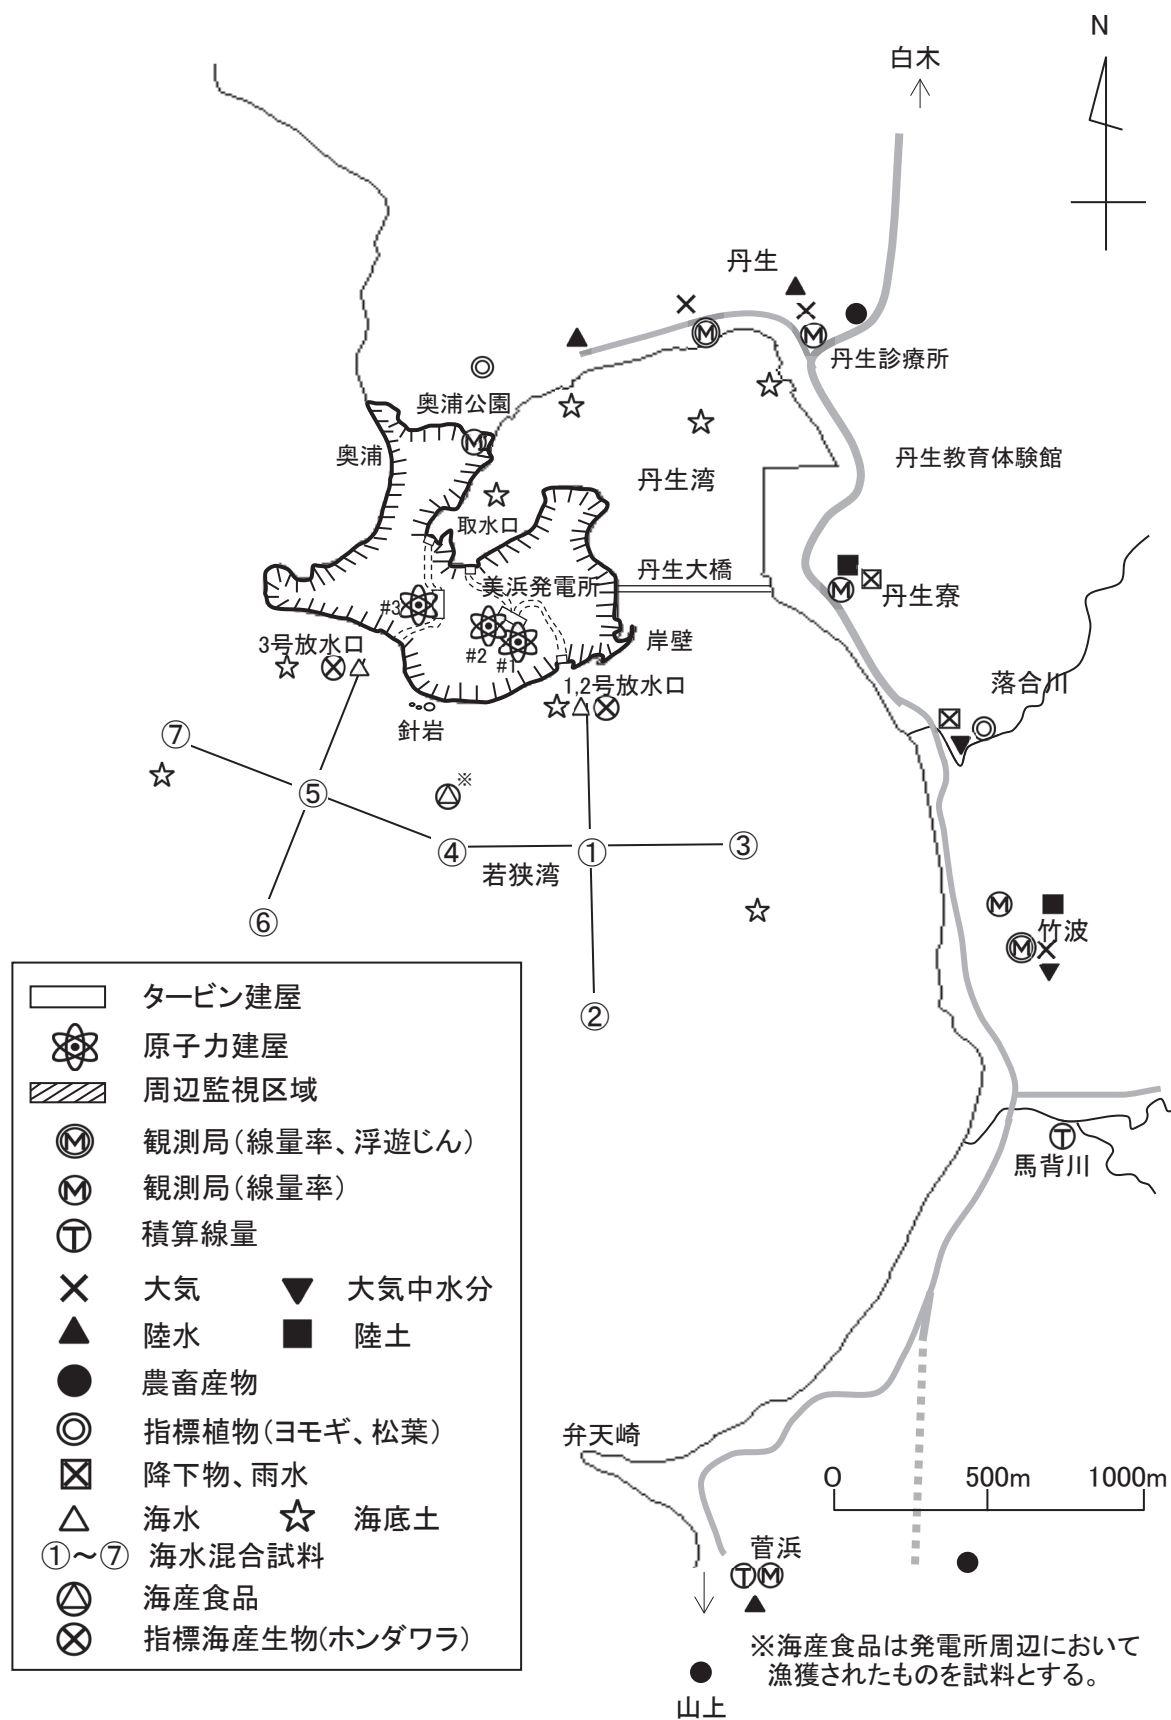 N
白木
丹生
丹生診療所
奥浦公園
奥浦
丹生教育体験館
丹生湾
取水口
美浜発電所
丹生大橋
丹生寮
#3
#2
#1
岸壁
3号放水口
1,2号放水口
落合川
針岩
⑦
⑤
※
④
①
③
若狭湾
⑥
②
竹波
馬背川
タービン建屋
原子力建屋
周辺監視区域
M 観測局(線量率、浮遊じん)
M 観測局(線量率)
T 積算線量
大気 大気中水分
陸水 陸土
農畜産物
指標植物(ヨモギ、松葉)
降下物、雨水
海水 海底土
①～⑦ 海水混合試料
海産食品
指標海産生物(ホンダワラ)
弁天崎
O 500m 1000m
菅浜
T M
※海産食品は発電所周辺において
漁獲されたものを試料とする。
山上